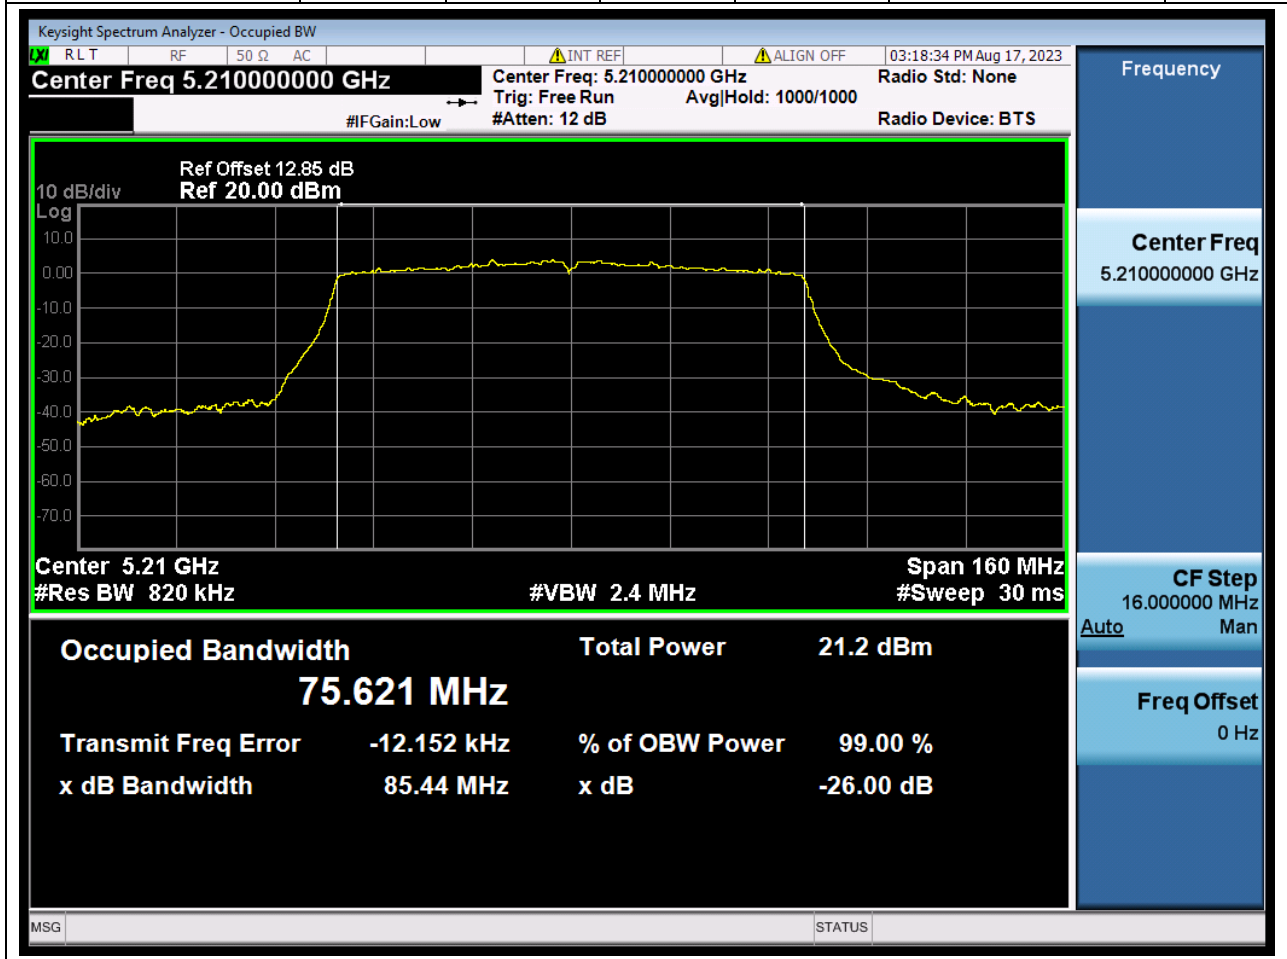 Keysight Spectrum Analyzer - Occupied BW
LXI RLT RF 50 Ω AC INT REF ALIGN OFF 03:18:34 PM Aug 17, 2023
Center Freq 5.210000000 GHz
Center Freq: 5.210000000 GHz Radio Std: None
Trig: Free Run Avg|Hold: 1000/1000
#IFGain:Low #Atten: 12 dB Radio Device: BTS
Ref Offset 12.85 dB
10 dB/div Ref 20.00 dBm
Log
10.0
0.00
-10.0
-20.0
-30.0
-40.0
-50.0
-60.0
-70.0
Center 5.21 GHz Span 160 MHz
#Res BW 820 kHz #VBW 2.4 MHz #Sweep 30 ms
Occupied Bandwidth Total Power 21.2 dBm
75.621 MHz
Transmit Freq Error -12.152 kHz % of OBW Power 99.00 %
x dB Bandwidth 85.44 MHz x dB -26.00 dB
MSG STATUS
Frequency
Center Freq
5.210000000 GHz
CF Step
16.000000 MHz
Auto Man
Freq Offset
0 Hz